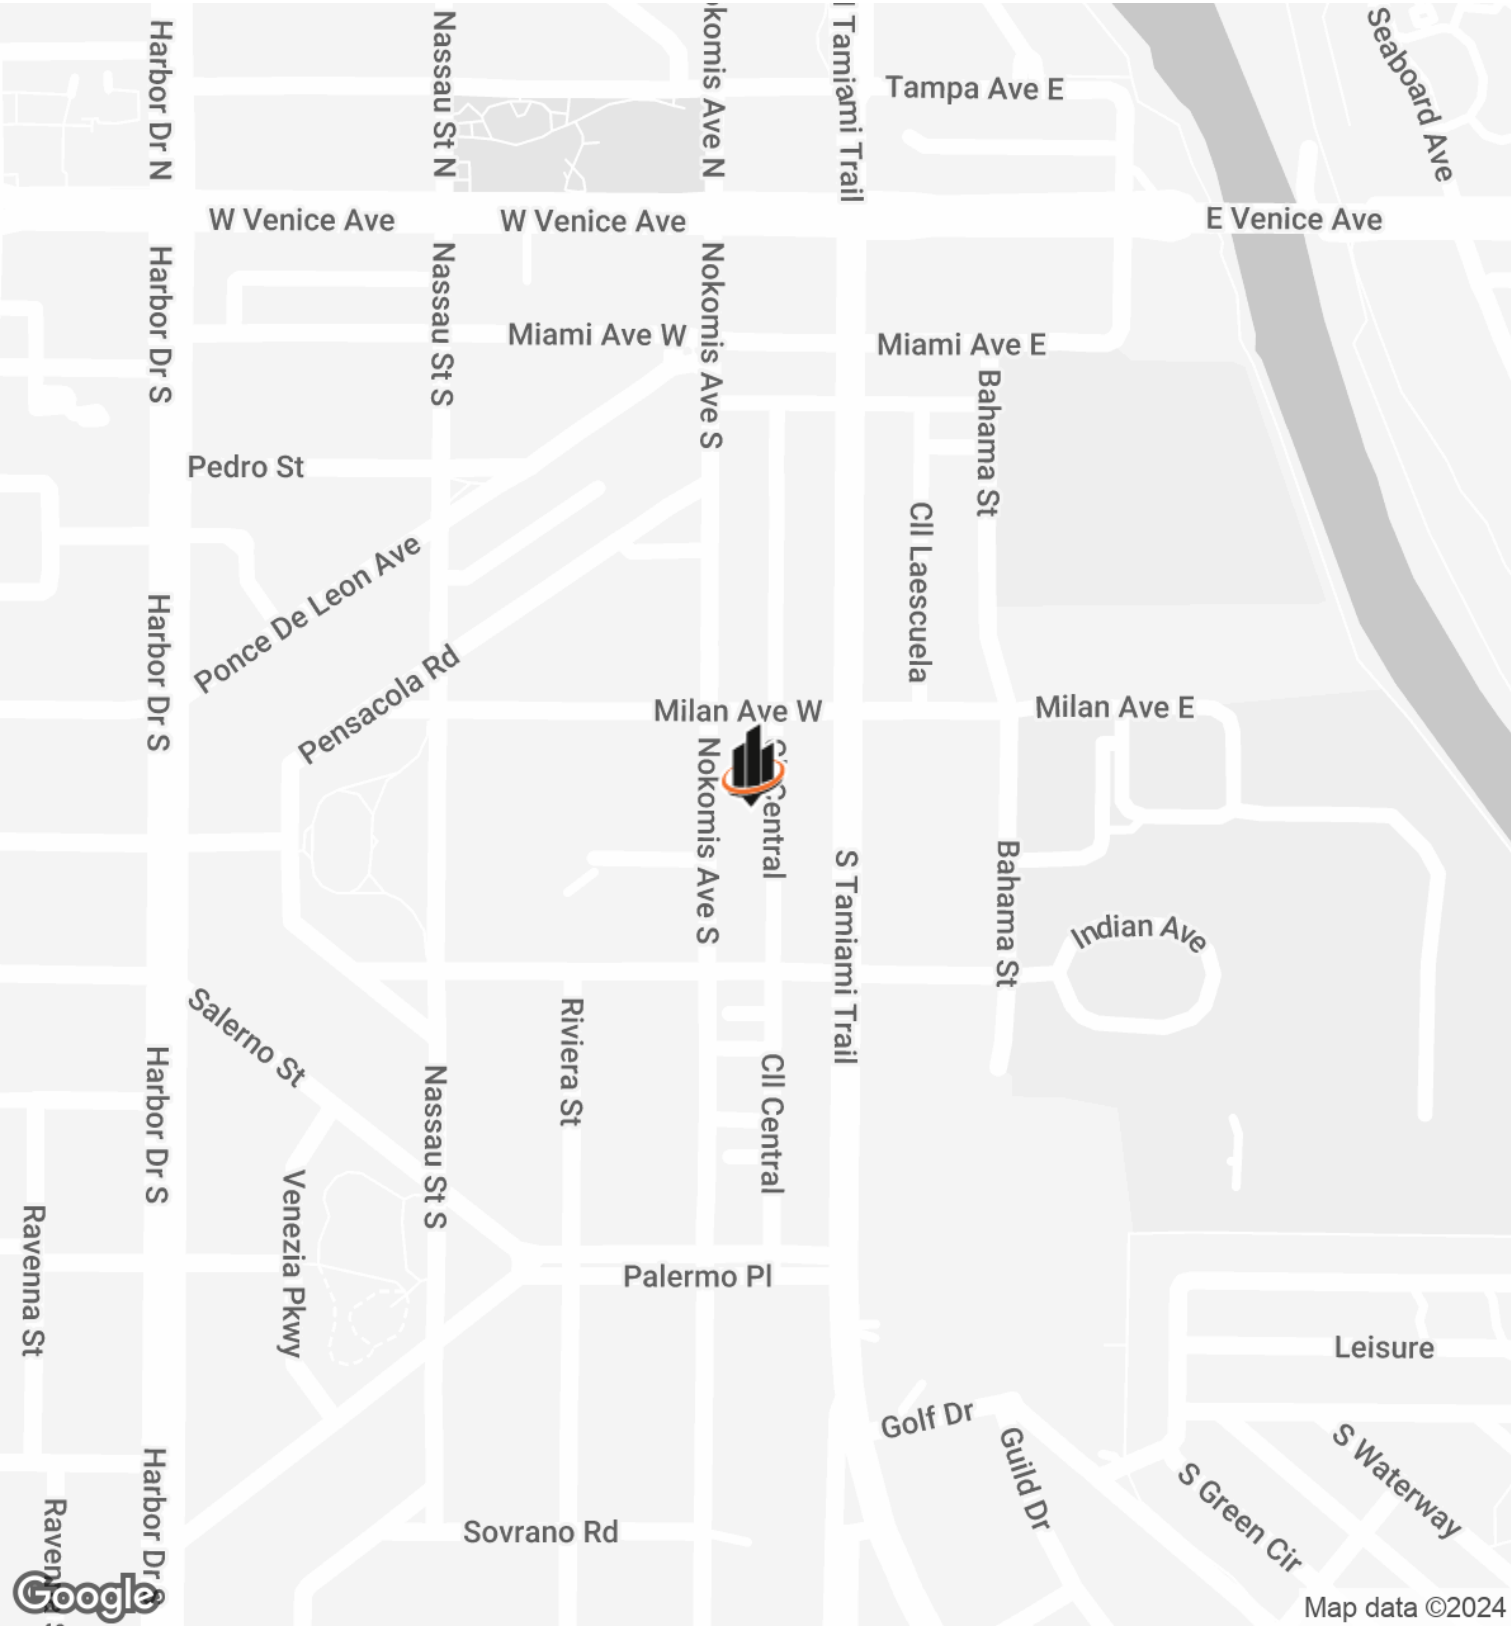 Harbor Dr N
Nassau St N
komis Ave N
Tamiami Trail
Tampa Ave E
Seaboard Ave
W Venice Ave
W Venice Ave
E Venice Ave
Harbor Dr S
Nassau St S
Nokomis Ave S
Miami Ave W
Miami Ave E
Bahama St
Pedro St
Cll Laescuela
Ponce De Leon Ave
Harbor Dr S
Pensacola Rd
Milan Ave W
Milan Ave E
Nokomis Ave S
Central
S Tamiami Trail
Bahama St
Indian Ave
Salerno St
Riviera St
Harbor Dr S
Nassau St S
Cll Central
Venezia Pkwy
Ravenna St
Palermo Pl
Leisure
Golf Dr
Guild Dr
S Waterway
S Green Cir
Harbor Dr S
Sovrano Rd
Raven
Google
Map data ©2024